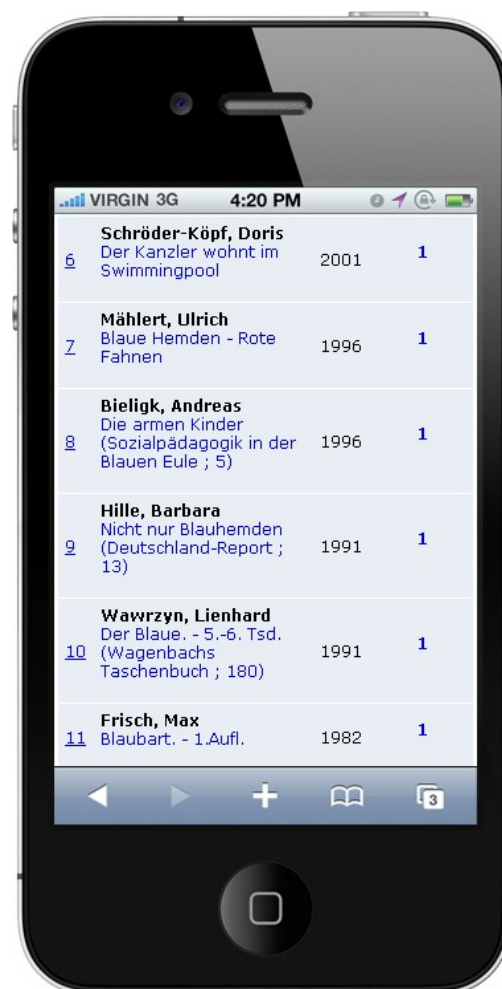 VIRGIN 3G 4:20 PM
Schröder-Köpf, Doris
6 Der Kanzler wohnt im 2001 1
Swimmingpool
Mählert, Ulrich
7 Blaue Hemden - Rote 1996 1
Fahnen
Bieligk, Andreas
Die armen Kinder
8 (Sozialpädagogik in der 1996 1
Blauen Eule ; 5)
Hille, Barbara
Nicht nur Blauhemden
9 (Deutschland-Report ; 1991 1
13)
Wawrzyn, Lienhard
Der Blaue. - 5.-6. Tsd.
10 (Wagenbachs 1991 1
Taschenbuch ; 180)
Frisch, Max
11 Blaubart. - 1.Aufl. 1982 1
3